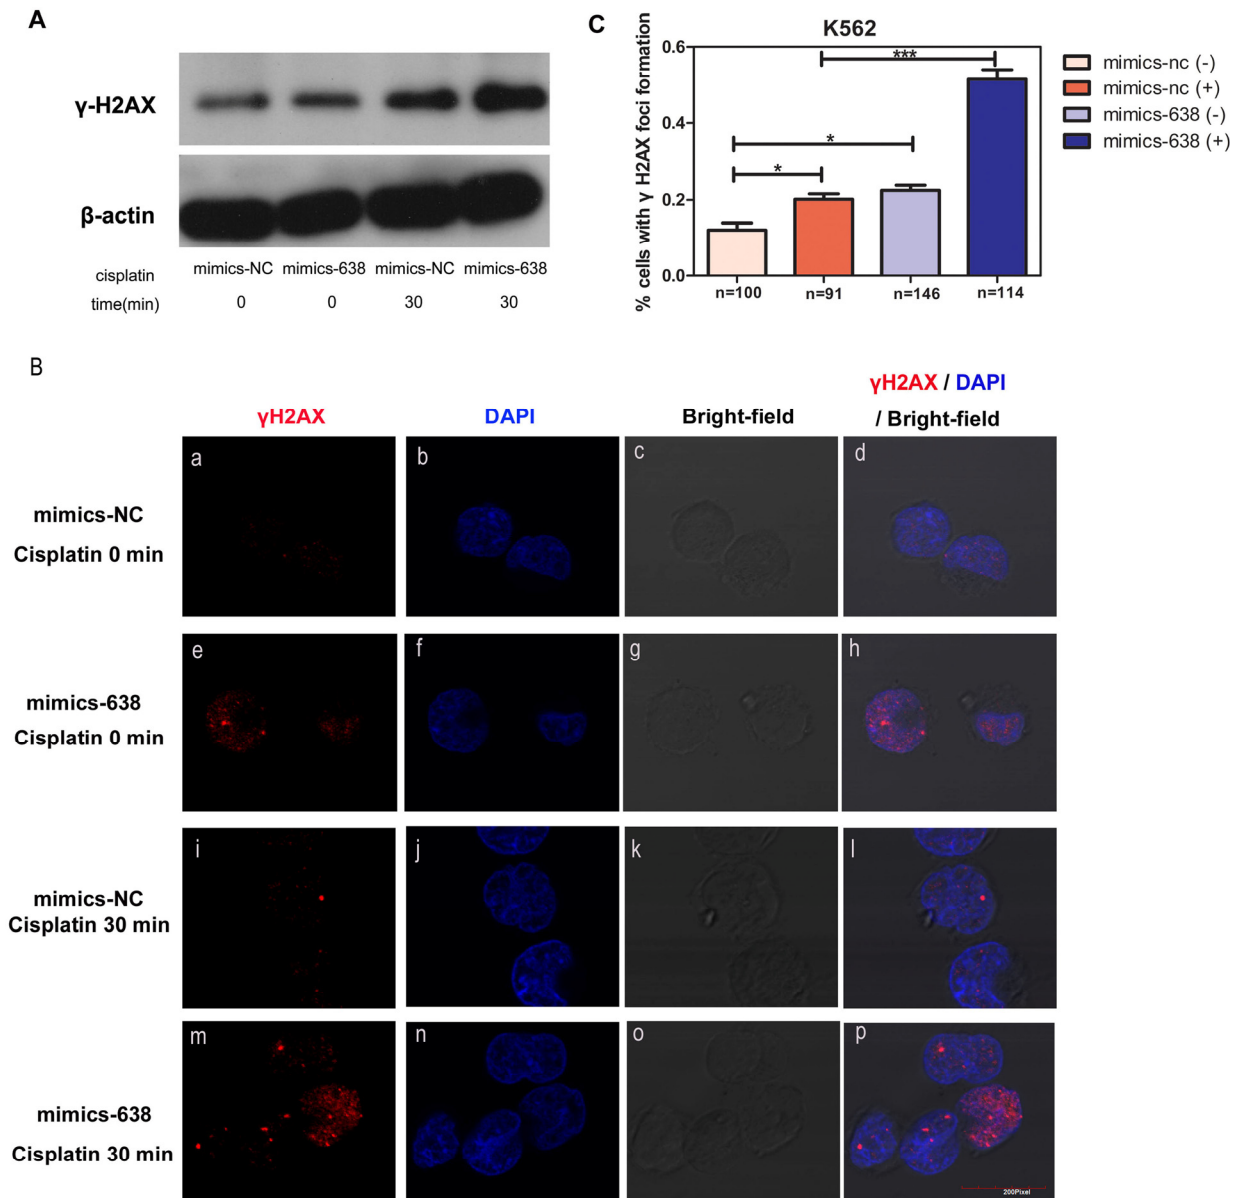 A
γ-H2AX
β-actin
cisplatin
time(min)
mimics-NC mimics-638 mimics-NC mimics-638
0 0 30 30
C
K562
% cells with γ H2AX foci formation
0.6
0.4
0.2
0.0
***
*
*
n=100 n=91 n=146 n=114
mimics-nc (-)
mimics-nc (+)
mimics-638 (-)
mimics-638 (+)
B
γH2AX DAPI Bright-field γH2AX / DAPI
/ Bright-field
mimics-NC
Cisplatin 0 min
a b c d
mimics-638
Cisplatin 0 min
e f g h
mimics-NC
Cisplatin 30 min
i j k l
mimics-638
Cisplatin 30 min
m n o p
200Pixel